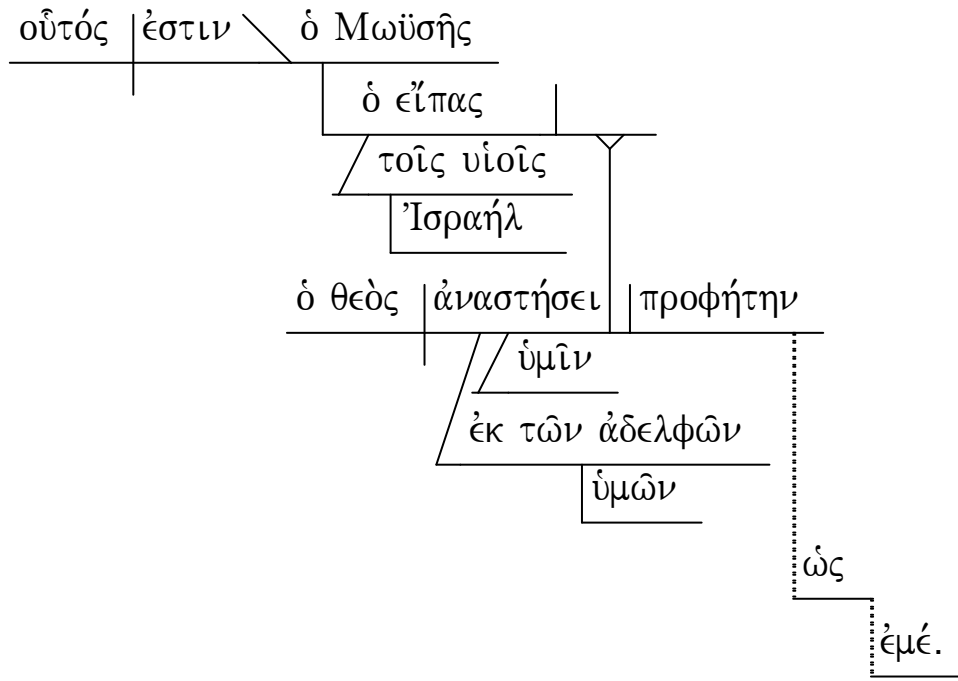 οὗτός ἐστιν ὁ Μωϋσῆς
ὁ εἴπας
τοῖς υἱοῖς
Ἰσραήλ
ὁ θεὸς ἀναστήσει προφήτην
ὑμῖν
ἐκ τῶν ἀδελφῶν
ὑμῶν
ὡς
ἐμέ.